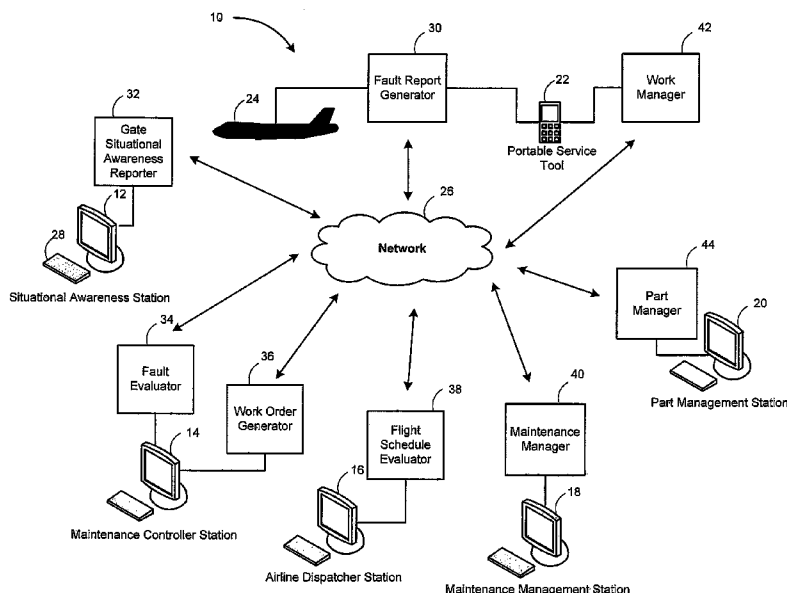 10
30
Fault Report
Generator
42
Work
Manager
22
Portable Service
Tool
24
32
Gate
Situational
Awareness
Reporter
12
28
Situational Awareness Station
26
Network
44
Part
Manager
20
Part Management Station
34
Fault
Evaluator
36
Work Order
Generator
14
Maintenance Controller Station
38
Flight
Schedule
Evaluator
16
Airline Dispatcher Station
40
Maintenance
Manager
18
Maintenance Management Station